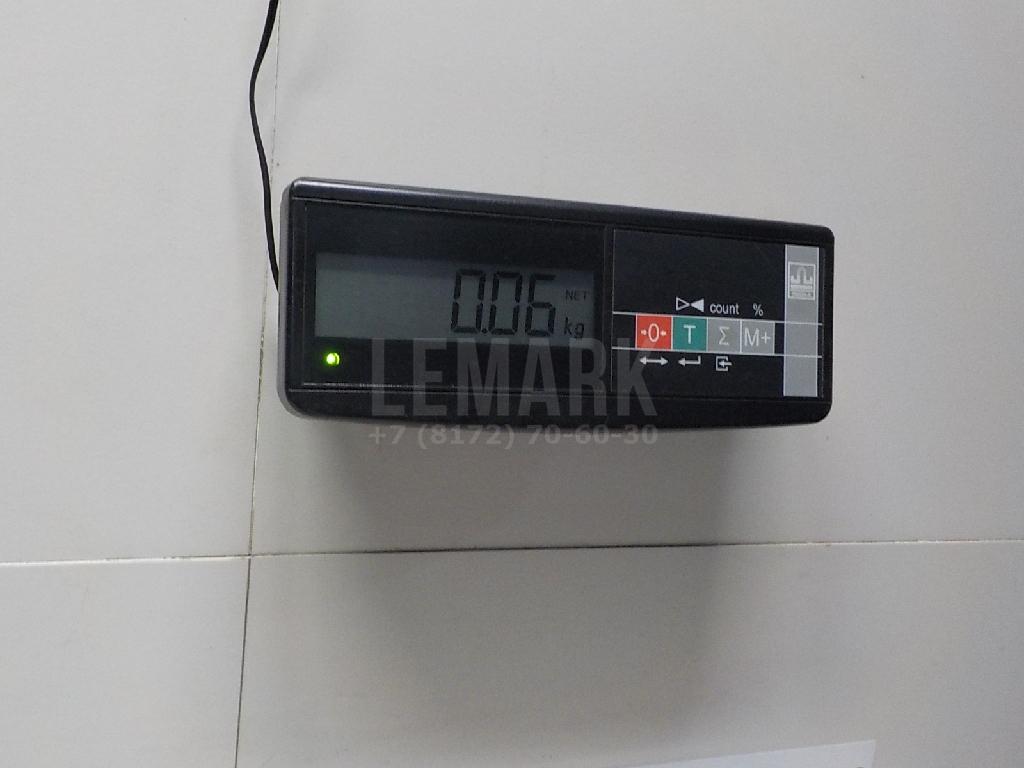 0.06 NET
kg
count %
→0← T Σ M+
LEMARK
+7 (8172) 70-60-30